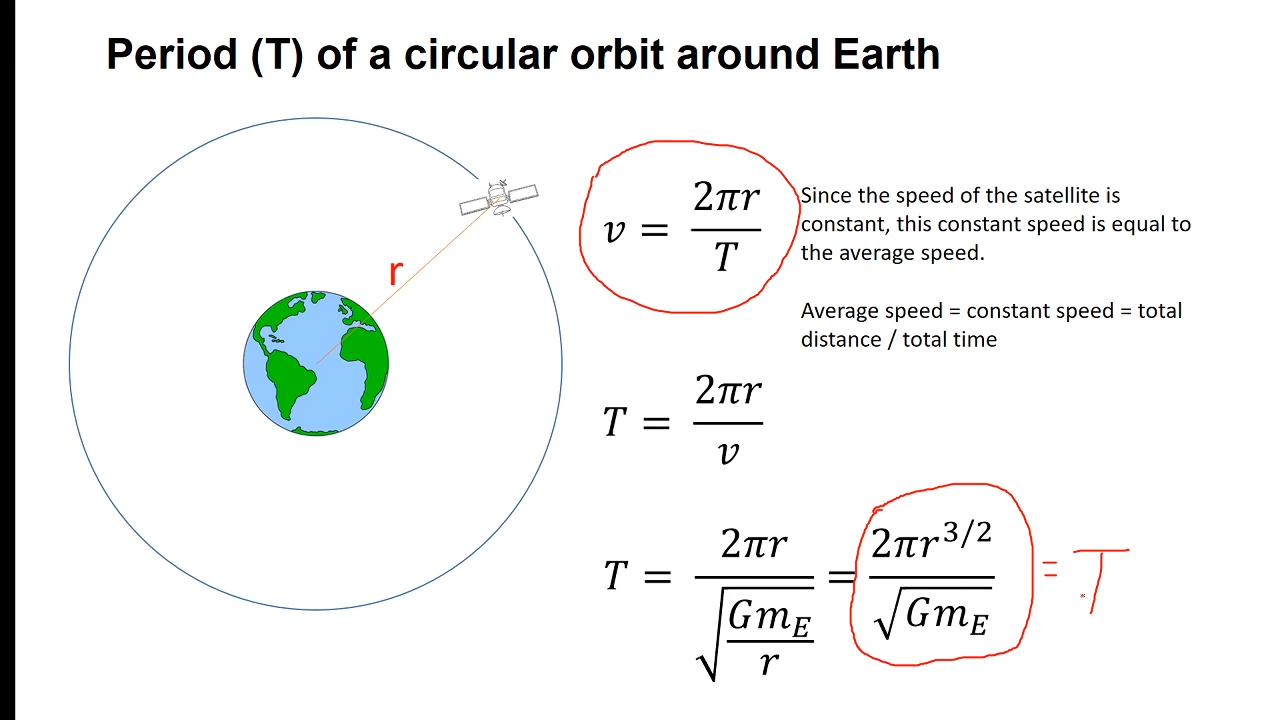 Period (T) of a circular orbit around Earth
r
v = 2πr / T
Since the speed of the satellite is
constant, this constant speed is equal to
the average speed.
Average speed = constant speed = total
distance / total time
T = 2πr / v
T = 2πr / √(Gm_E / r) = 2πr^{3/2} / √(Gm_E) = T